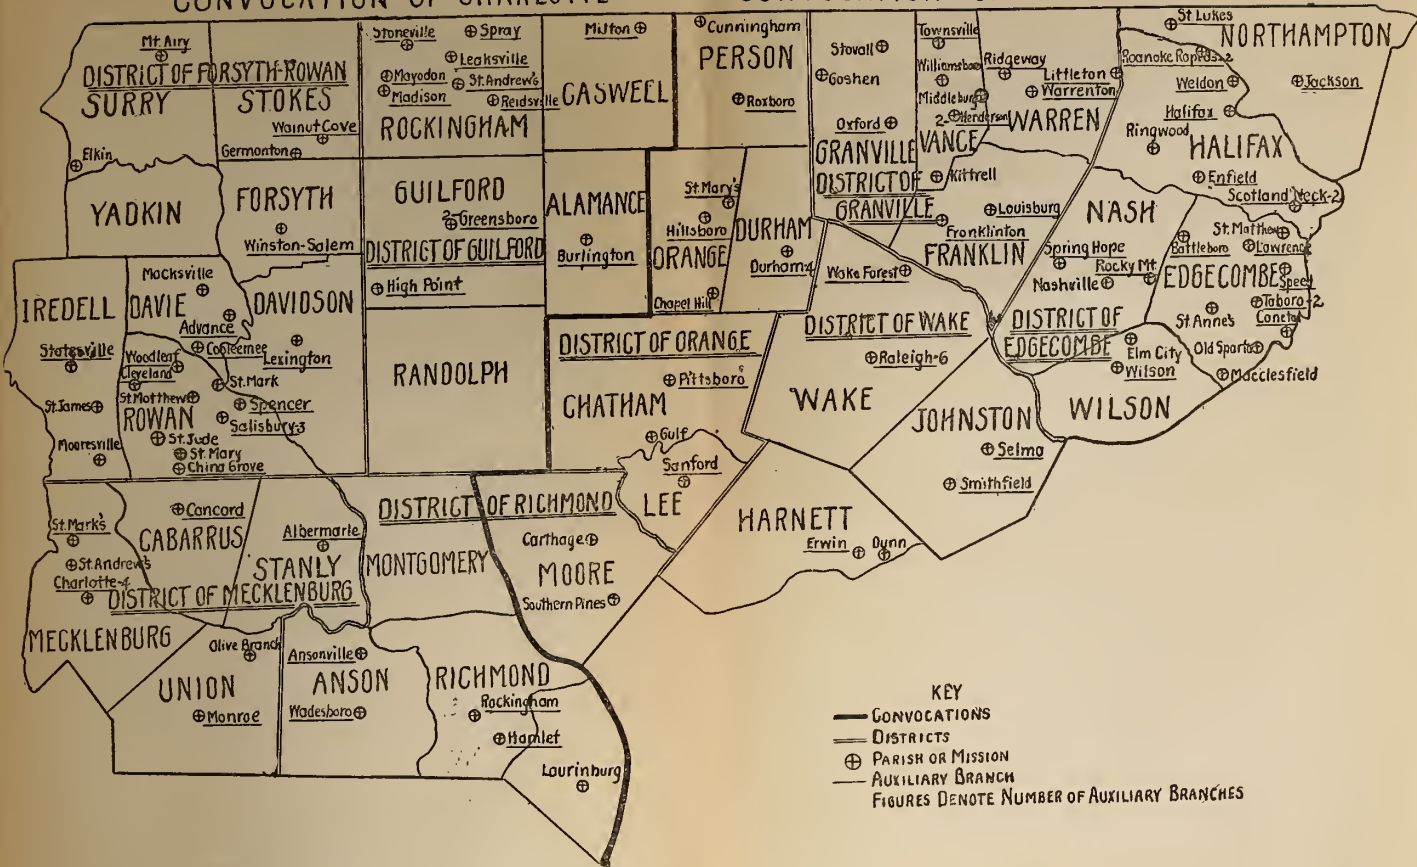 CONVOCATION OF CHARLOTTE
CONVOCATION
Mt. Airy
DISTRICT OF FORSYTH-ROWAN
SURRY
STOKES
Walnut Cove
Germonton
Elkin
YADKIN
FORSYTH
Winston-Salem
Stoneville
Spray
Leaksville
Mayodan
St. Andrew's
Madison
Reidsville
ROCKINGHAM
Milton
CASWELL
GUILFORD
25 Greensboro
DISTRICT OF GUILFORD
High Point
ALAMANCE
Burlington
RANDOLPH
Cunningham
PERSON
Roxboro
St. Mary's
Hillsboro
ORANGE
Chapel Hill
DURHAM
Durham-4
Stovall
Goshen
Oxford
GRANVILLE
DISTRICT OF
GRANVILLE
Townsville
Williamsboro
Middleburg
2-Henderson
VANCE
Kittrell
Ridgeway
Littleton
Warrenton
WARREN
Louisburg
Franklinton
FRANKLIN
St Lukes
NORTHAMPTON
Roanoke Rapids-2
Weldon
Jackson
Halifax
Ringwood
HALIFAX
Enfield
Scotland Neck-2
NASH
Spring Hope
Rocky Mt.
Nashville
Battleboro
St. Matthew
Lawrence
EDGECOMBE
Speed
Taboro-2
Conetoe
St. Anne's
Old Sparta
Macclesfield
DISTRICT OF
EDGECOMBE
Elm City
Wilson
WILSON
IREDELL
Statesville
St. James
Mooresville
Mocksville
DAVIE
Advance
Cooleemee
DAVIDSON
Lexington
Woodleaf
Cleveland
St. Mark
St. Matthew
Spencer
ROWAN
Salisbury-3
St. Jude
St. Mary
China Grove
DISTRICT OF ORANGE
Pittsboro
CHATHAM
Gulf
Sanford
LEE
Wake Forest
DISTRICT OF WAKE
Raleigh-6
WAKE
JOHNSTON
Selma
Smithfield
HARNETT
Erwin
Dunn
St. Mark's
St. Andrew's
Charlotte-4
MECKLENBURG
Concord
CABARRUS
Albermarle
STANLY
DISTRICT OF MECKLENBURG
DISTRICT OF RICHMOND
MONTGOMERY
Carthage
MOORE
Southern Pines
Olive Branch
UNION
Monroe
Ansonville
ANSON
Wadesboro
RICHMOND
Rockingham
Hamlet
Laurinburg
KEY
CONVOCATIONS
DISTRICTS
PARISH OR MISSION
AUXILIARY BRANCH
FIGURES DENOTE NUMBER OF AUXILIARY BRANCHES